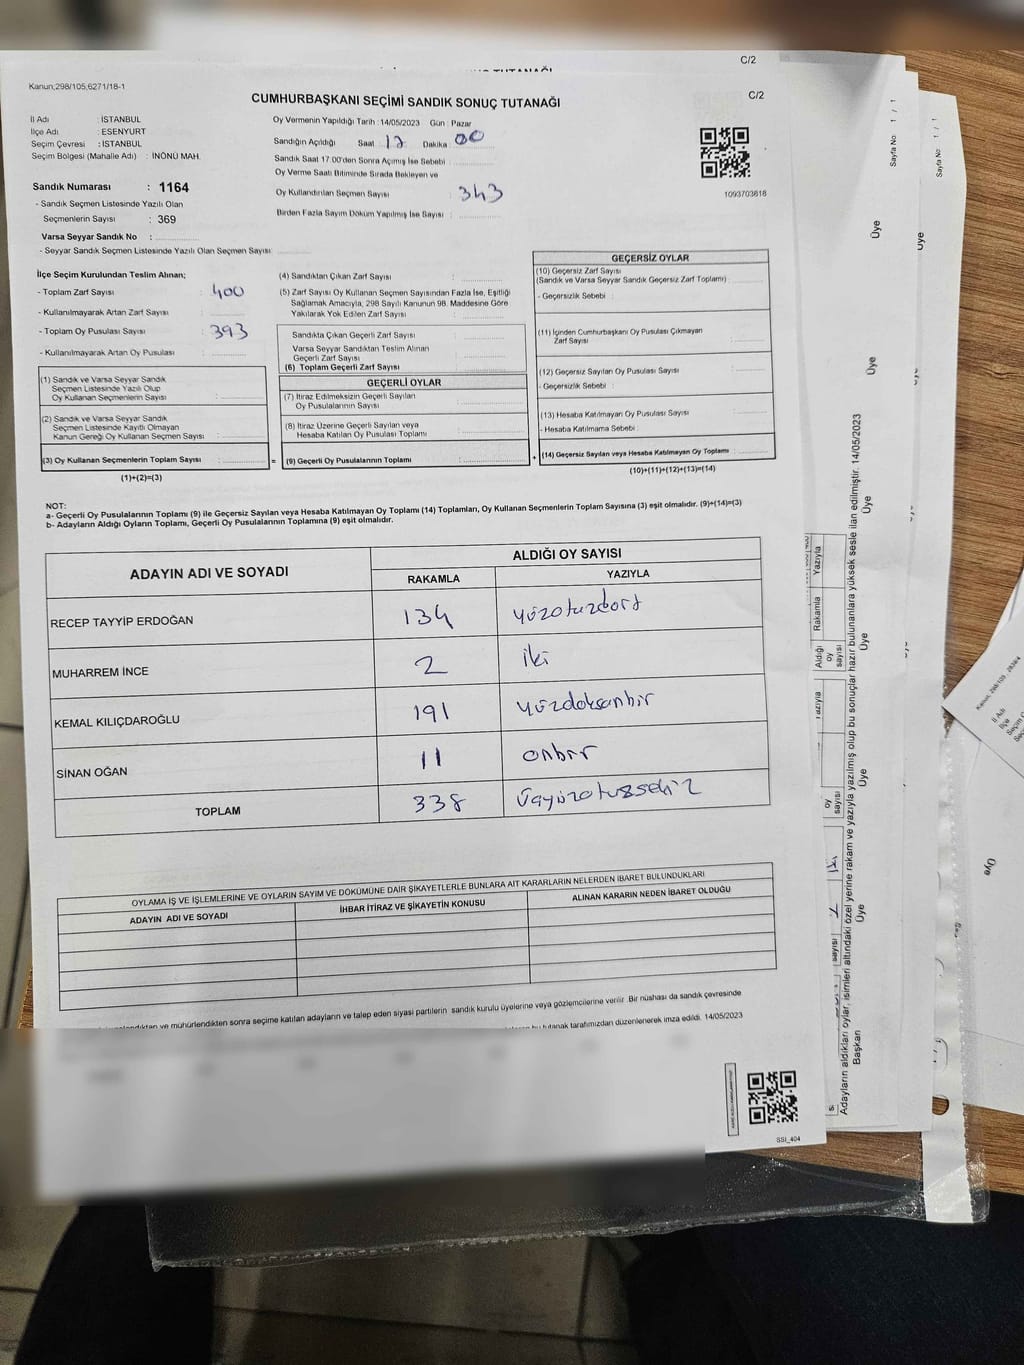 C/2
Kanun;298/105,6271/18-1
CUMHURBAŞKANI SEÇİMİ SANDIK SONUÇ TUTANAĞI
C/2
İl Adı : İSTANBUL
İlçe Adı : ESENYURT
Seçim Çevresi : İSTANBUL
Seçim Bölgesi (Mahalle Adı) : İNÖNÜ MAH.
Sandık Numarası : 1164
- Sandık Seçmen Listesinde Yazılı Olan
Seçmenlerin Sayısı : 369
Varsa Seyyar Sandık No :
- Seyyar Sandık Seçmen Listesinde Yazılı Olan Seçmen Sayısı
Oy Vermenin Yapıldığı Tarih : 14/05/2023 Gün : Pazar
Sandığın Açıldığı Saat 17 Dakika 00
Sandık Saat 17:00'den Sonra Açımış İse Sebebi
Oy Verme Saati Bitiminde Sırada Bekleyen ve
Oy Kullandırılan Seçmen Sayısı : 343
Birden Fazla Sayım Döküm Yapılmış İse Sayısı :
1093703618
İlçe Seçim Kurulundan Teslim Alınan;
- Toplam Zarf Sayısı : 400
- Kullanılmayarak Artan Zarf Sayısı :
- Toplam Oy Pusulası Sayısı : 393
- Kullanılmayarak Artan Oy Pusulası :
(1) Sandık ve Varsa Seyyar Sandık
Seçmen Listesinde Yazılı Olup
Oy Kullanan Seçmenlerin Sayısı :
(2) Sandık ve Varsa Seyyar Sandık
Seçmen Listesinde Kayıtlı Olmayan
Kanun Gereği Oy Kullanan Seçmen Sayısı :
(3) Oy Kullanan Seçmenlerin Toplam Sayısı :
(1)+(2)=(3)
(4) Sandıktan Çıkan Zarf Sayısı :
(5) Zarf Sayısı Oy Kullanan Seçmen Sayısından Fazla İse, Eşitliği
Sağlamak Amacıyla, 298 Sayılı Kanunun 98. Maddesine Göre
Yakılarak Yok Edilen Zarf Sayısı :
Sandıkta Çıkan Geçerli Zarf Sayısı :
Varsa Seyyar Sandıktan Teslim Alınan
Geçerli Zarf Sayısı :
(6) Toplam Geçerli Zarf Sayısı :
GEÇERLİ OYLAR
(7) İtiraz Edilmeksizin Geçerli Sayılan
Oy Pusulalarının Sayısı :
(8) İtiraz Üzerine Geçerli Sayılan veya
Hesaba Katılan Oy Pusulası Toplamı :
= (9) Geçerli Oy Pusulalarının Toplamı :
GEÇERSİZ OYLAR
(10) Geçersiz Zarf Sayısı
(Sandık ve Varsa Seyyar Sandık Geçersiz Zarf Toplamı) :
- Geçersizlik Sebebi :
(11) İçinden Cumhurbaşkanı Oy Pusulası Çıkmayan
Zarf Sayısı :
(12) Geçersiz Sayılan Oy Pusulası Sayısı :
- Geçersizlik Sebebi :
(13) Hesaba Katılmayan Oy Pusulası Sayısı :
- Hesaba Katılmama Sebebi :
+ (14) Geçersiz Sayılan veya Hesaba Katılmayan Oy Toplamı :
(10)+(11)+(12)+(13)=(14)
NOT:
a- Geçerli Oy Pusulalarının Toplamı (9) ile Geçersiz Sayılan veya Hesaba Katılmayan Oy Toplamı (14) Toplamları, Oy Kullanan Seçmenlerin Toplam Sayısına (3) eşit olmalıdır. (9)+(14)=(3)
b- Adayların Aldığı Oyların Toplamı, Geçerli Oy Pusulalarının Toplamına (9) eşit olmalıdır.
ADAYIN ADI VE SOYADI ALDIĞI OY SAYISI
RAKAMLA YAZIYLA
RECEP TAYYİP ERDOĞAN 134 yüzotuzdört
MUHARREM İNCE 2 iki
KEMAL KILIÇDAROĞLU 191 yüzdoksanbir
SİNAN OĞAN 11 onbir
TOPLAM 338 üçyüzotuzsekiz
OYLAMA İŞ VE İŞLEMLERİNE VE OYLARIN SAYIM VE DÖKÜMÜNE DAİR ŞİKAYETLERLE BUNLARA AİT KARARLARIN NELERDEN İBARET BULUNDUKLARI
ADAYIN ADI VE SOYADI İHBAR İTİRAZ VE ŞİKAYETİN KONUSU ALINAN KARARIN NEDEN İBARET OLDUĞU
ve mühürlendikten sonra seçime katılan adayların ve talep eden siyasi partilerin sandık kurulu üyelerine veya gözlemcilerine verilir. Bir nüshası da sandık çevresinde
tutanak tarafımızdan düzenlenerek imza edildi. 14/05/2023
SSİ_404
Adayların aldıkları oylar, isimleri altındaki özel yerine rakam ve yazıyla yazılmış olup bu sonuçlar hazır bulunanlara yüksek sesle ilan edilmiştir. 14/05/2023
Başkan Üye Üye Üye Üye Üye Üye
Aldığı oy sayısı Rakamla Yazıyla
Sayfa No: 1 / 1
Sayfa No: 1 / 1
Üye
Üye